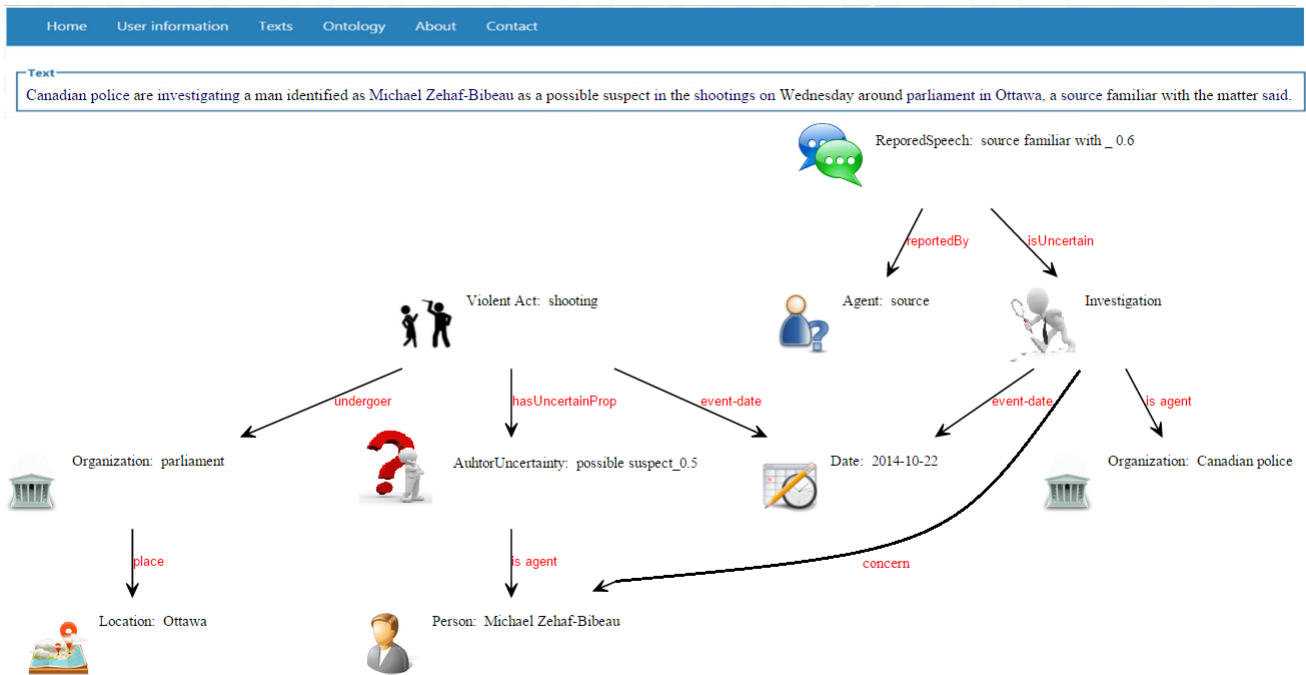 Home User information Texts Ontology About Contact
Text
Canadian police are investigating a man identified as Michael Zehaf-Bibeau as a possible suspect in the shootings on Wednesday around parliament in Ottawa, a source familiar with the matter said.
ReporedSpeech: source familiar with _ 0.6
reportedBy isUncertain
Violent Act: shooting Agent: source Investigation
undergoer hasUncertainProp event-date event-date is agent
Organization: parliament AuhtorUncertainty: possible suspect_0.5 Date: 2014-10-22 Organization: Canadian police
place is agent concern
Location: Ottawa Person: Michael Zehaf-Bibeau